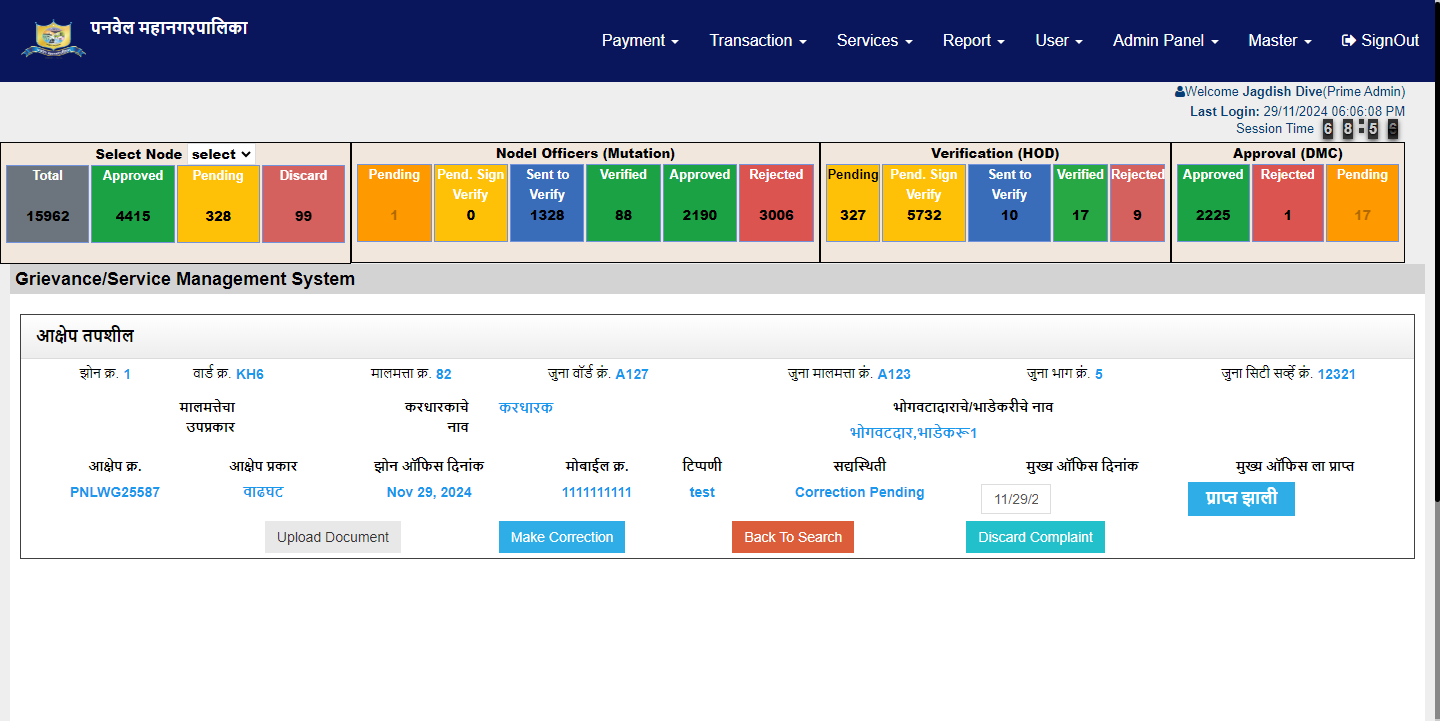 पनवेल महानगरपालिका
Payment Transaction Services Report User Admin Panel Master SignOut
Welcome Jagdish Dive(Prime Admin)
Last Login: 29/11/2024 06:06:08 PM
Session Time 6 8 : 5
Select Node select
Total Approved Pending Discard
15962 4415 328 99
Nodel Officers (Mutation)
Pending Pend. Sign Verify Sent to Verify Verified Approved Rejected
1 0 1328 88 2190 3006
Verification (HOD)
Pending Pend. Sign Verify Sent to Verify Verified Rejected
327 5732 10 17 9
Approval (DMC)
Approved Rejected Pending
2225 1 17
Grievance/Service Management System
आक्षेप तपशील
झोन क्र. 1 वार्ड क्र. KH6 मालमत्ता क्र. 82 जुना वॉर्ड क्रं. A127 जुना मालमत्ता क्रं. A123 जुना भाग क्रं. 5 जुना सिटी सर्व्हे क्रं. 12321
मालमत्तेचा उपप्रकार करधारकाचे नाव करधारक भोगवटादाराचे/भाडेकरीचे नाव
भोगवटदार,भाडेकरू1
आक्षेप क्र. आक्षेप प्रकार झोन ऑफिस दिनांक मोबाईल क्र. टिप्पणी सद्यस्थिती मुख्य ऑफिस दिनांक मुख्य ऑफिस ला प्राप्त
PNLWG25587 वाढघट Nov 29, 2024 1111111111 test Correction Pending 11/29/2 प्राप्त झाली
Upload Document Make Correction Back To Search Discard Complaint